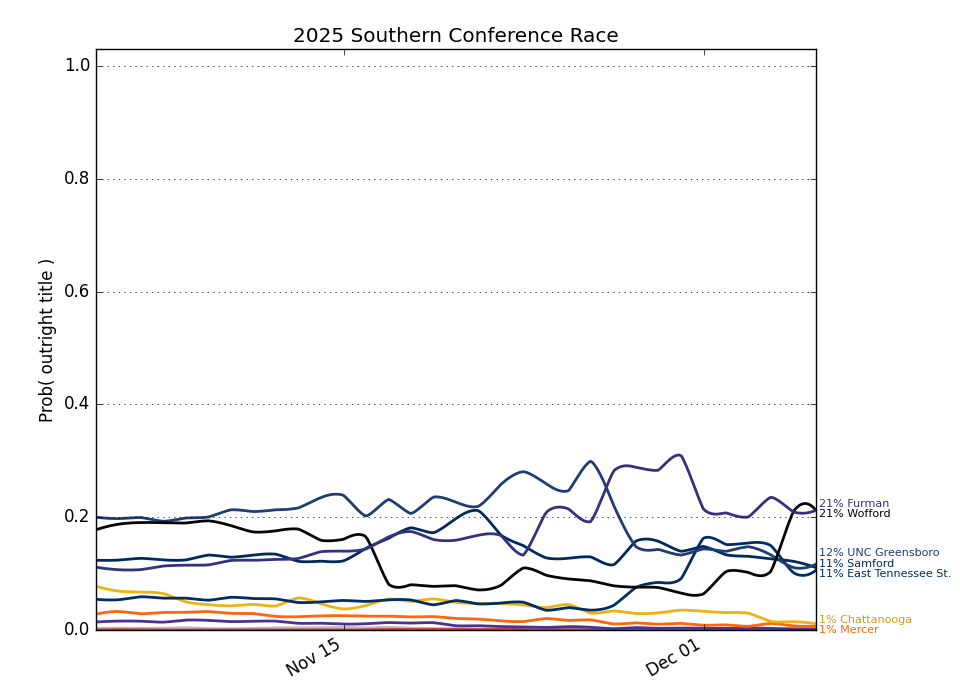 2025 Southern Conference Race
1.0
0.8
0.6
0.4
0.2
0.0
Prob( outright title )
Nov 15
Dec 01
21% Furman
21% Wofford
12% UNC Greensboro
11% Samford
11% East Tennessee St.
1% Chattanooga
1% Mercer